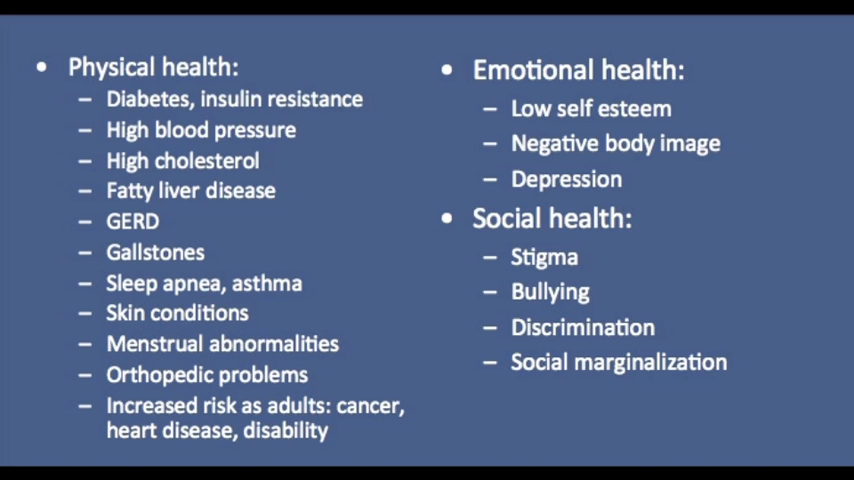 • Physical health:
– Diabetes, insulin resistance
– High blood pressure
– High cholesterol
– Fatty liver disease
– GERD
– Gallstones
– Sleep apnea, asthma
– Skin conditions
– Menstrual abnormalities
– Orthopedic problems
– Increased risk as adults: cancer,
heart disease, disability
• Emotional health:
– Low self esteem
– Negative body image
– Depression
• Social health:
– Stigma
– Bullying
– Discrimination
– Social marginalization